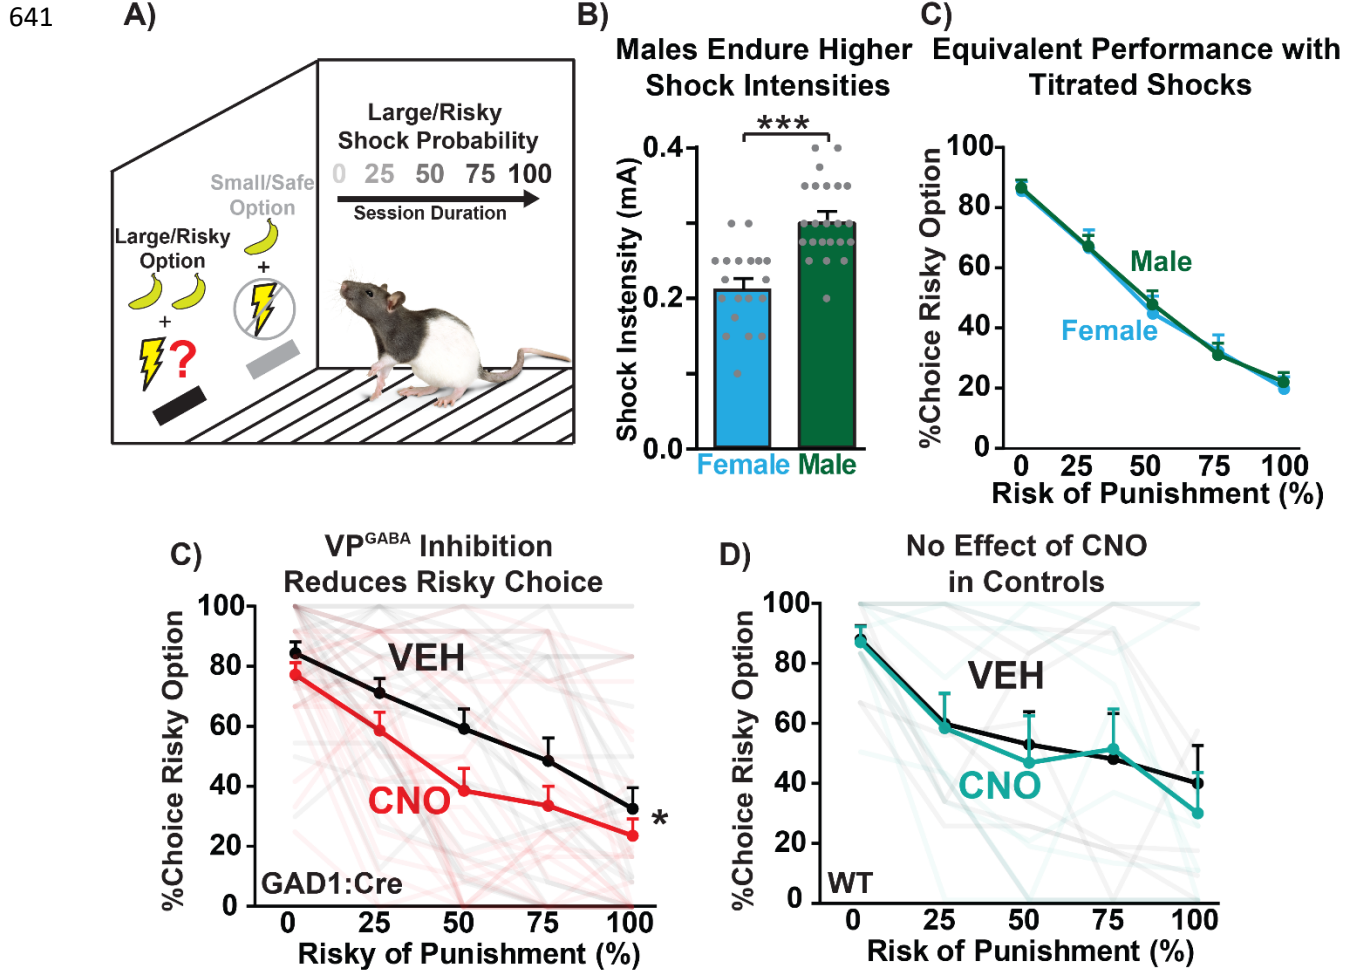 641
A)
Large/Risky
Shock Probability
0 25 50 75 100
Session Duration
Small/Safe
Option
+
Large/Risky
Option
+
?
B)
Males Endure Higher
Shock Intensities
***
Shock Instensity (mA)
0.4
0.2
0.0
Female Male
C)
Equivalent Performance with
Titrated Shocks
%Choice Risky Option
100
80
60
40
20
0
Male
Female
0 25 50 75 100
Risk of Punishment (%)
C)
VPGABA Inhibition
Reduces Risky Choice
%Choice Risky Option
100
80
60
40
20
0
VEH
CNO
*
GAD1:Cre
0 25 50 75 100
Risky of Punishment (%)
D)
No Effect of CNO
in Controls
%Choice Risky Option
100
80
60
40
20
0
VEH
CNO
WT
0 25 50 75 100
Risk of Punishment (%)